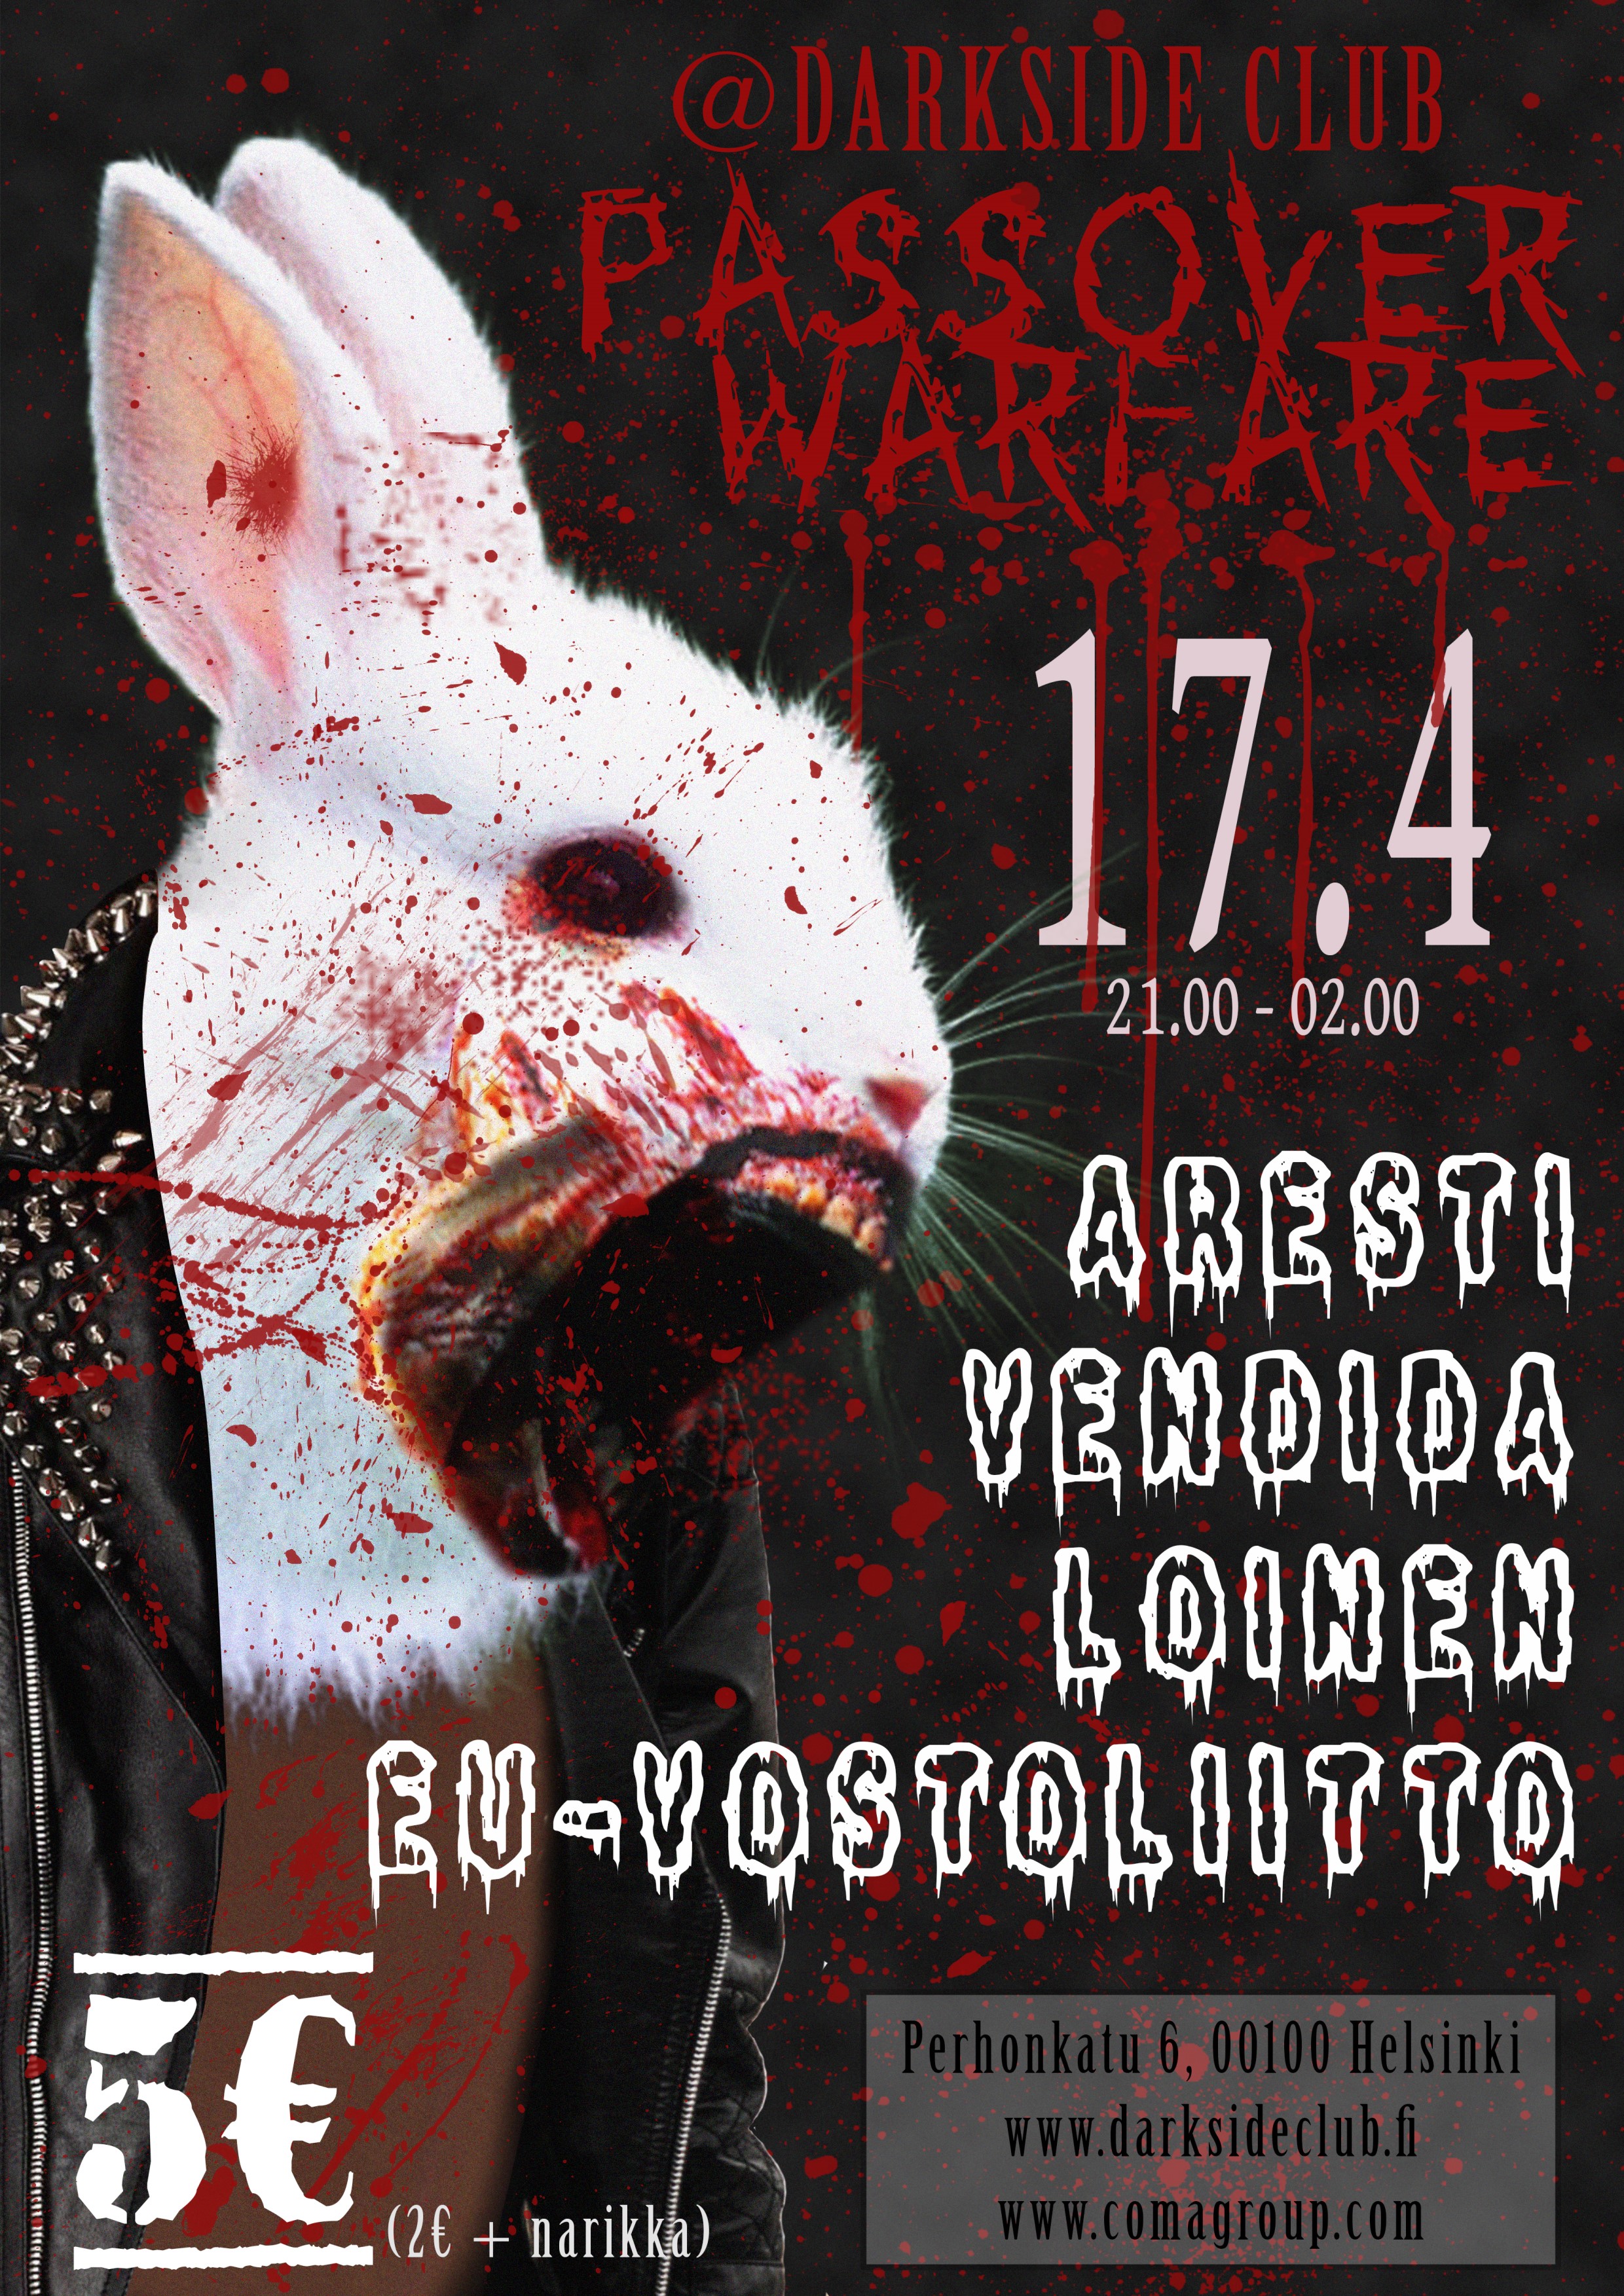 @DARKSIDE CLUB
PASSOVER
WARFARE
17.4
21.00 - 02.00
ARESTI
VENDIDA
LOINEN
EU-VOSTOLIITTO
5€
(2€ + narikka)
Perhonkatu 6, 00100 Helsinki
www.darksideclub.fi
www.comagroup.com